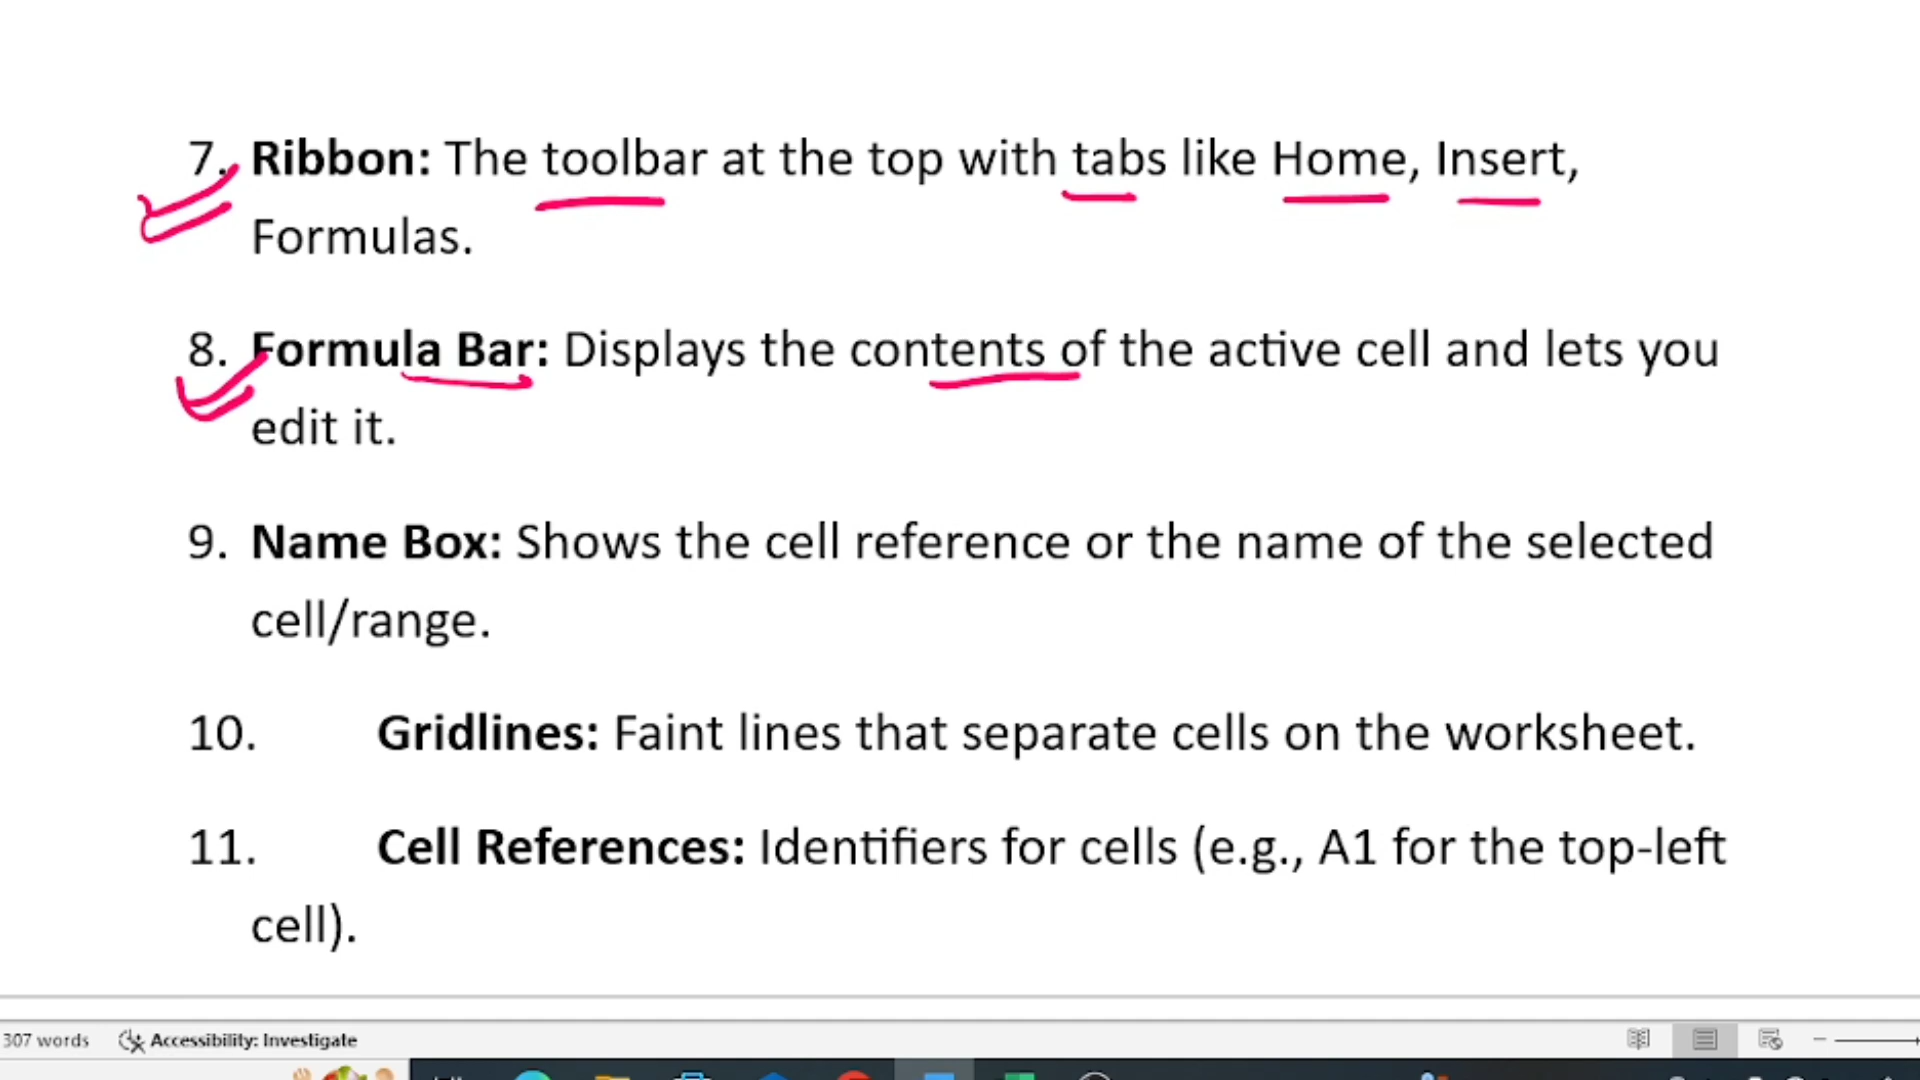 7. Ribbon: The toolbar at the top with tabs like Home, Insert,
Formulas.
8. Formula Bar: Displays the contents of the active cell and lets you
edit it.
9. Name Box: Shows the cell reference or the name of the selected
cell/range.
10. Gridlines: Faint lines that separate cells on the worksheet.
11. Cell References: Identifiers for cells (e.g., A1 for the top-left
cell).
307 words Accessibility: Investigate